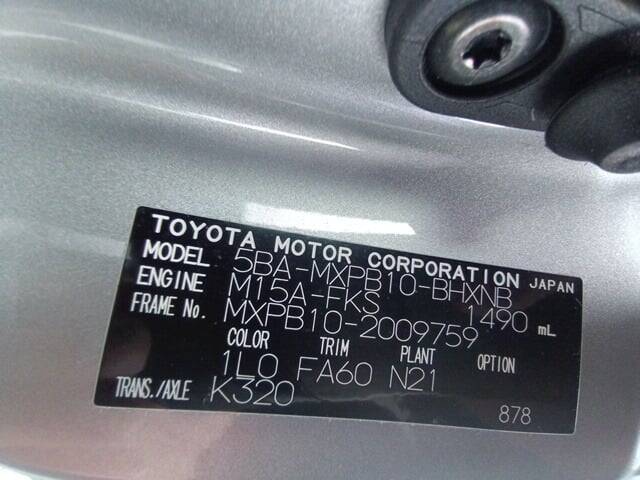 TOYOTA MOTOR CORPORATION JAPAN
MODEL 5BA-MXPB10-BHXNB
ENGINE M15A-FKS 1490 mL
FRAME No. MXPB10-2009759
COLOR TRIM PLANT OPTION
1L0 FA60 N21
TRANS./AXLE K320
878